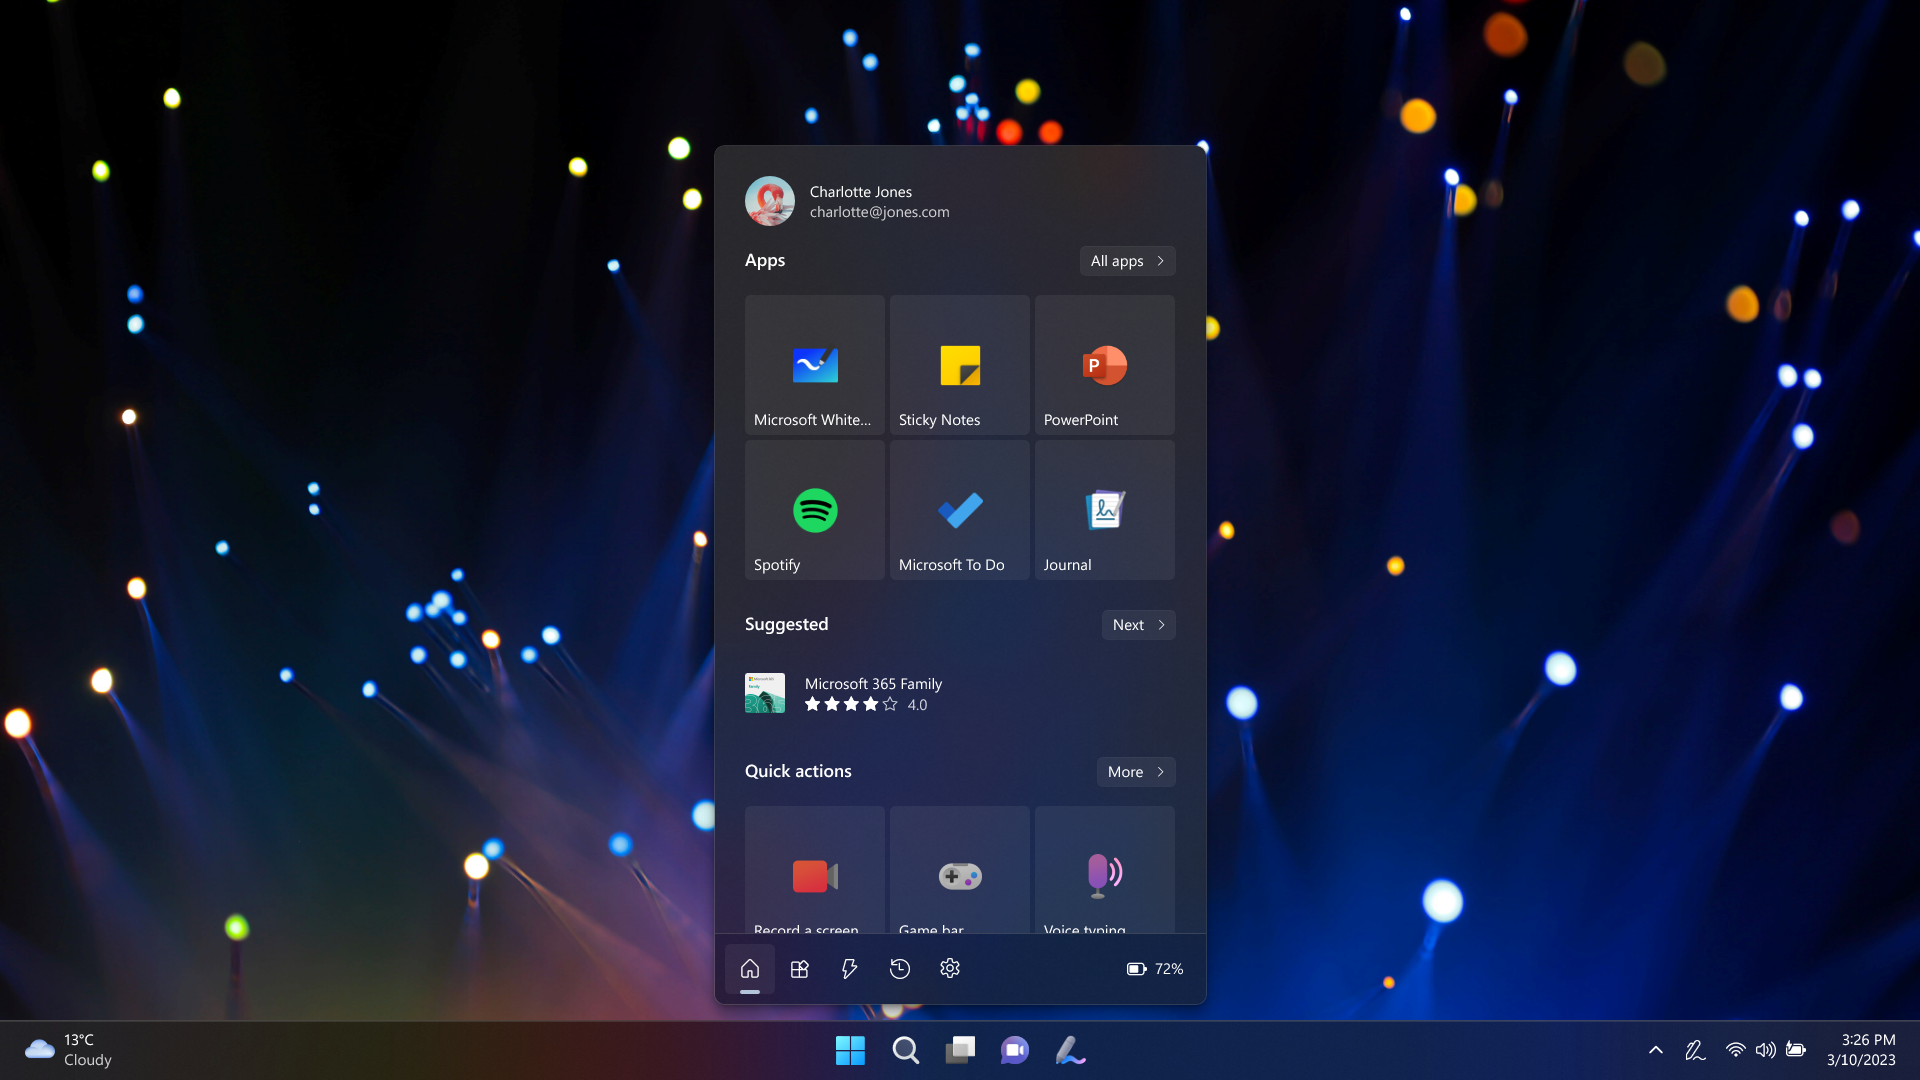 Charlotte Jones
charlotte@jones.com
Apps
All apps
P
Microsoft White...
Sticky Notes
PowerPoint
Spotify
Microsoft To Do
Journal
Suggested
Next
Microsoft 365 Family
4.0
Quick actions
More
Record a screen
Game bar
Voice typing
72%
13°C
Cloudy
3:26 PM
3/10/2023